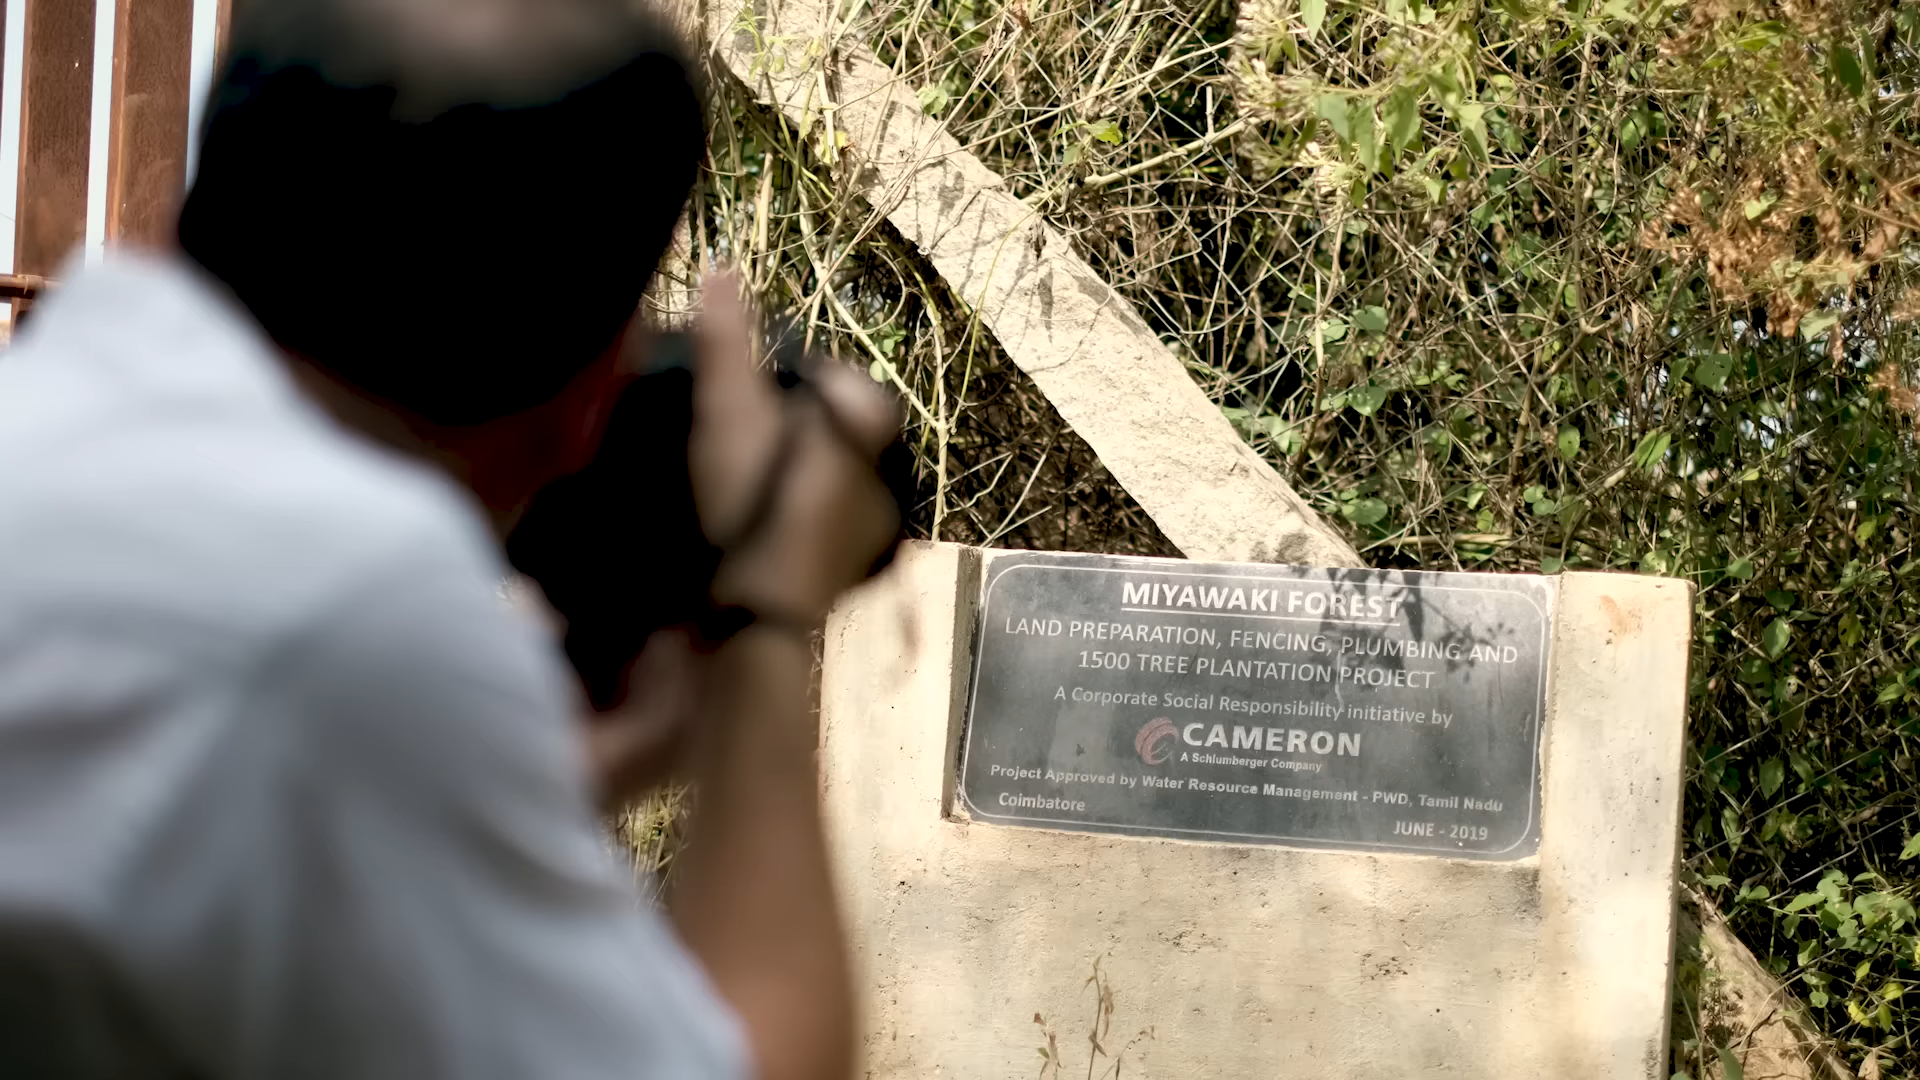 MIYAWAKI FOREST
LAND PREPARATION, FENCING, PLUMBING AND
1500 TREE PLANTATION PROJECT
A Corporate Social Responsibility initiative by
CAMERON
A Schlumberger Company
Project Approved by Water Resource Management - PWD, Tamil Nadu
Coimbatore
JUNE - 2019